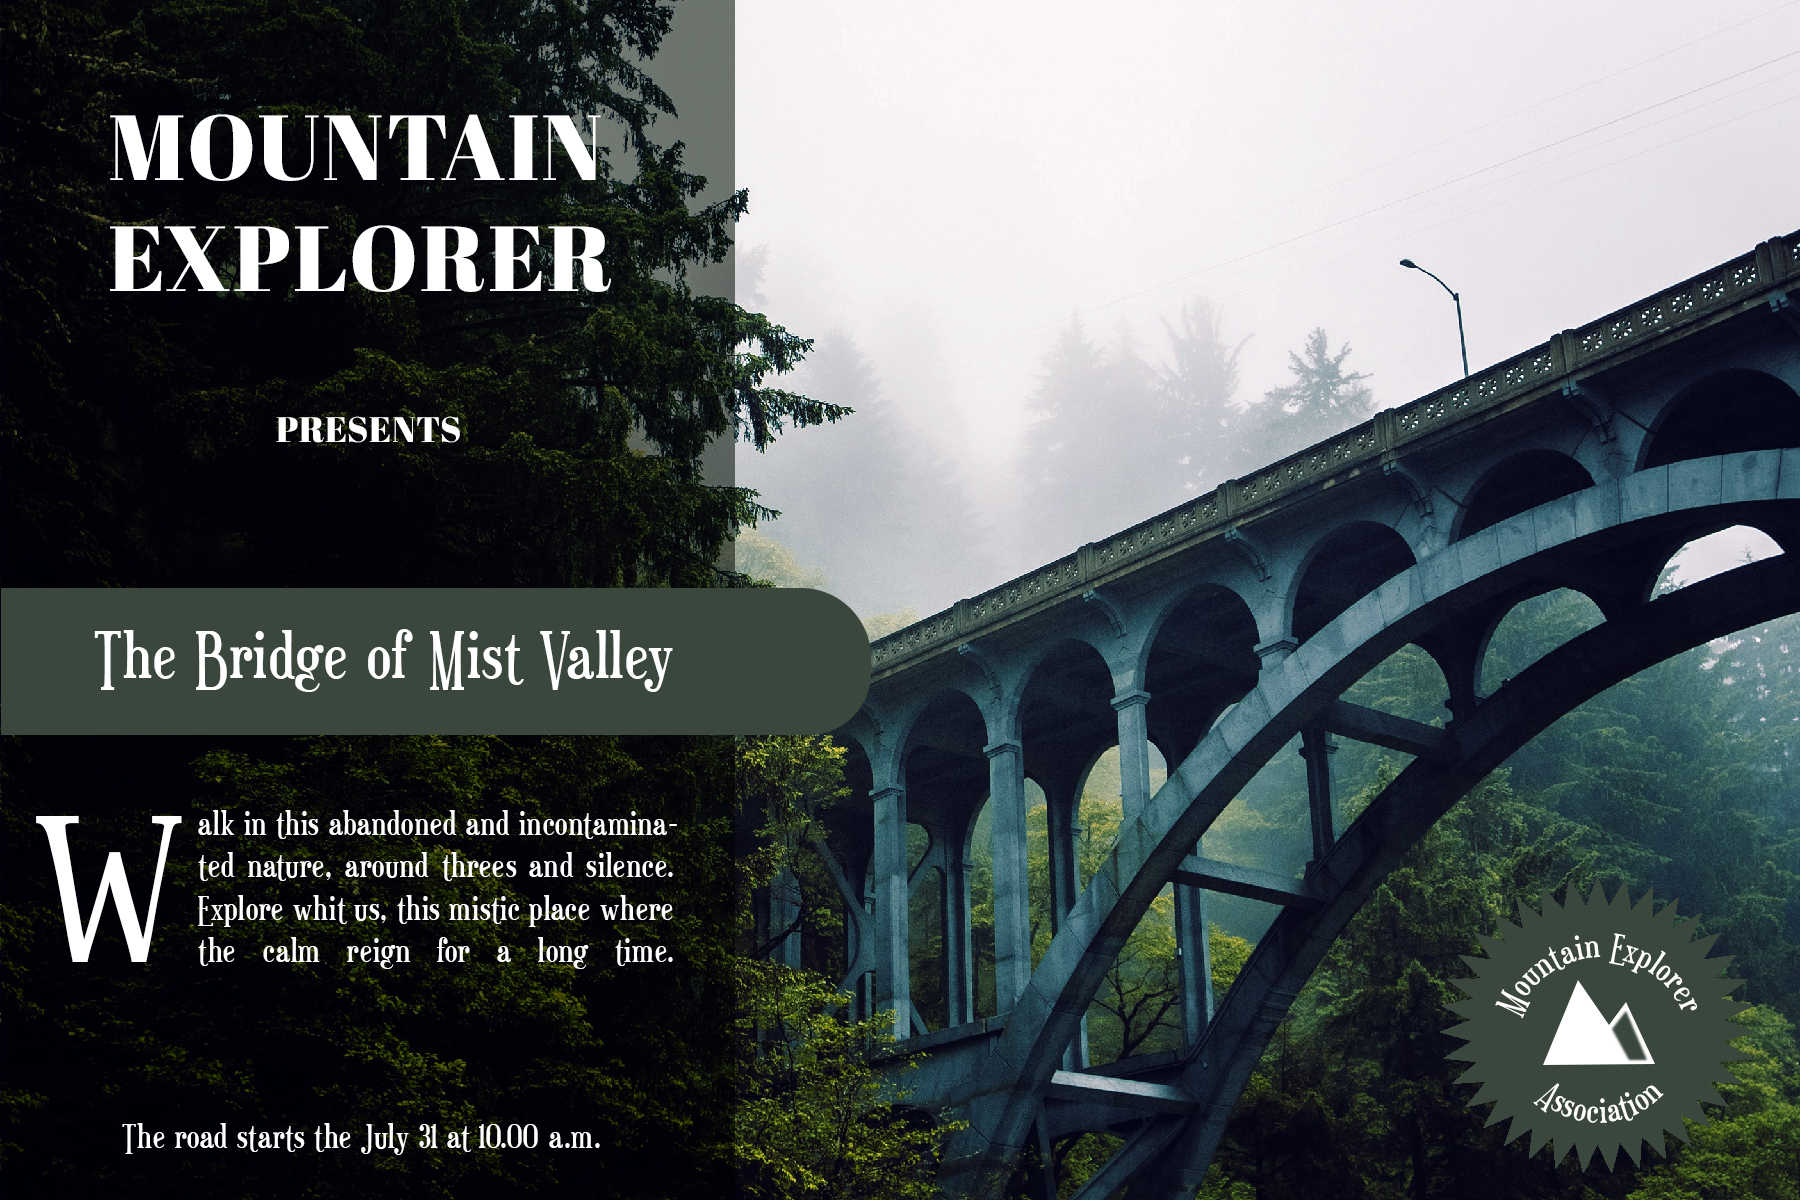 MOUNTAIN
EXPLORER
PRESENTS
The Bridge of Mist Valley
Walk in this abandoned and incontamina-
ted nature, around threes and silence.
Explore whit us, this mistic place where
the calm reign for a long time.
The road starts the July 31 at 10.00 a.m.
Mountain Explorer
Association